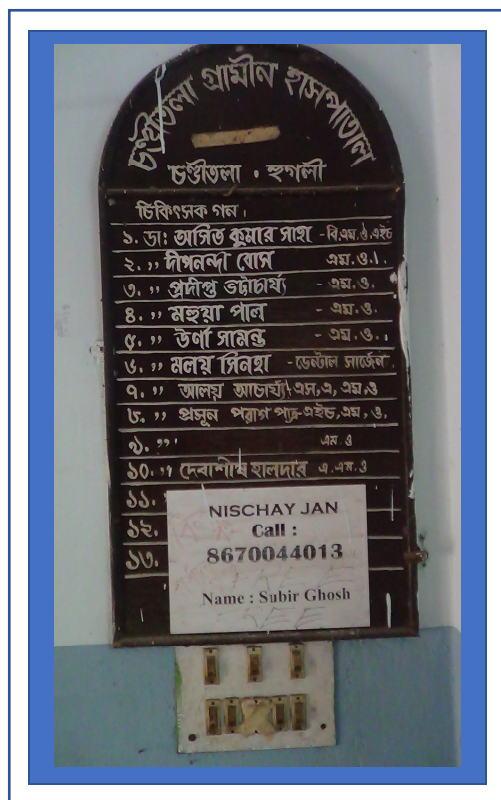 চণ্ডীতলা গ্রামীন হাসপাতাল
চণ্ডীতলা • হুগলী
চিকিৎসক গন।
১. ডাঃ অসিত কুমার সাহা - বি.এম.ও.এইচ
২. ,, দীপনন্দা বোস এম.ও.
৩. ,, প্রদীপ্ত ভট্টাচার্য্য - এম.ও.
৪. ,, মহুয়া পাল - এম.ও.
৫. ,, উর্ণা সামন্ত - এম.ও.
৬. ,, মলয় সিনহা - ডেন্টাল সার্জেন
৭. ,, আলয় আচার্য্য - এস,এ,এম,ও
৮. ,, প্রসূন পরাগ পাত্র - এইচ,এম,ও,
৯. ,, এম ও
১০. ,, দেবাশীষ হালদার এ.এম.ও
১১.
১২.
১৩.
NISCHAY JAN
Call :
8670044013
Name : Subir Ghosh